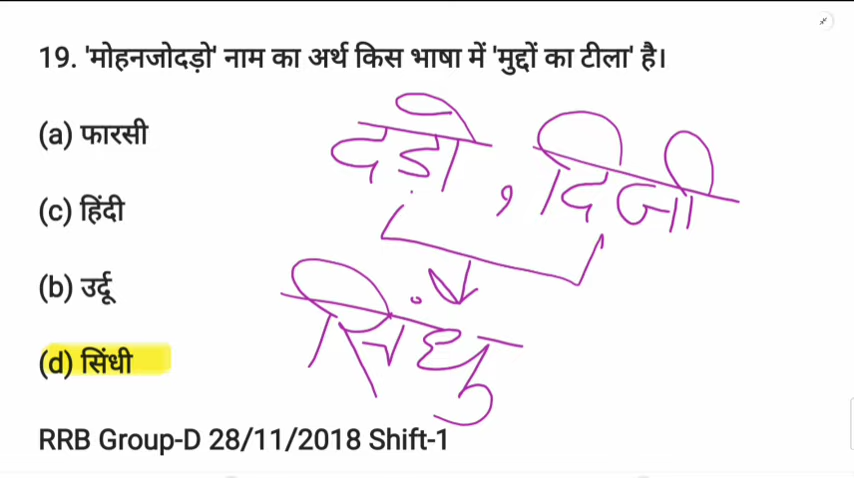 19. 'मोहनजोदड़ो' नाम का अर्थ किस भाषा में 'मुद्दों का टीला' है।
(a) फारसी
दड़ो, दिजी
(c) हिंदी
(b) उर्दू
सिंधु
(d) सिंधी
RRB Group-D 28/11/2018 Shift-1